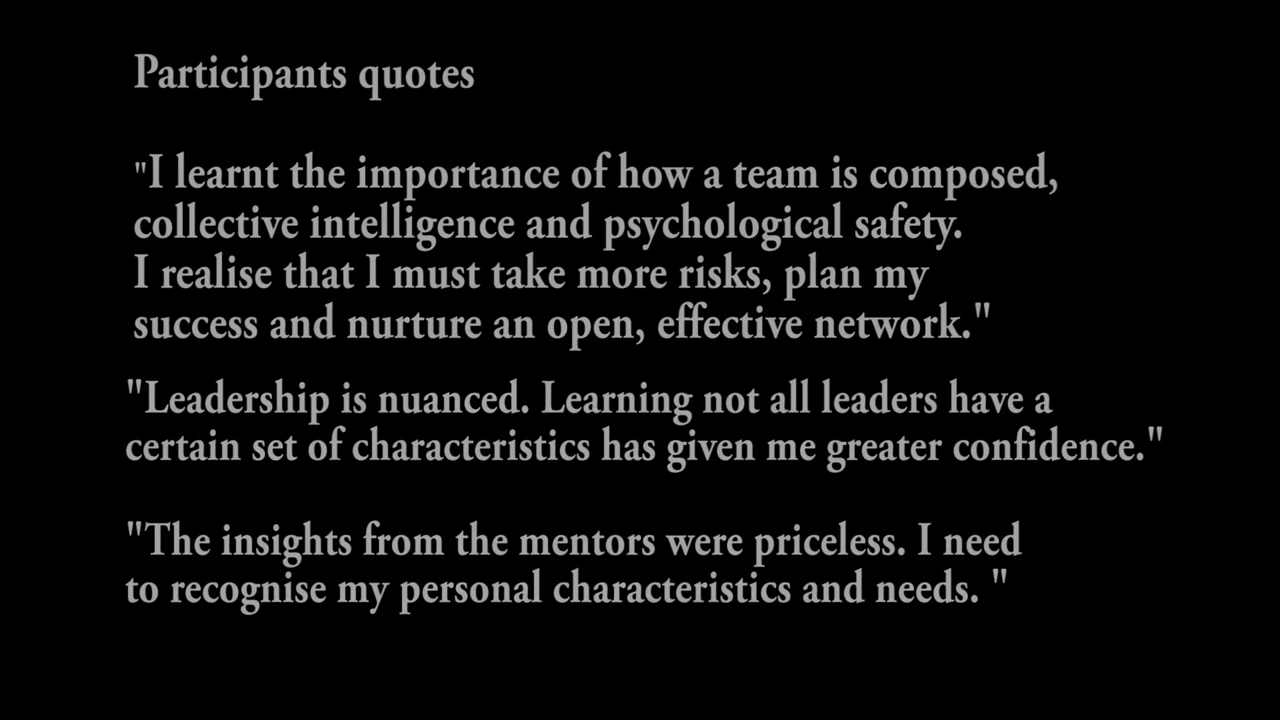 Participants quotes
"I learnt the importance of how a team is composed,
collective intelligence and psychological safety.
I realise that I must take more risks, plan my
success and nurture an open, effective network."
"Leadership is nuanced. Learning not all leaders have a
certain set of characteristics has given me greater confidence."
"The insights from the mentors were priceless. I need
to recognise my personal characteristics and needs. "